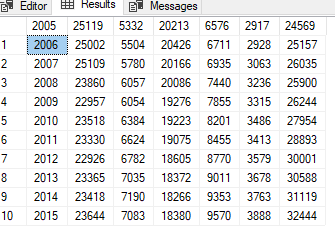 Editor Results Messages
2005 25119 5332 20213 6576 2917 24569
1 2006 25002 5504 20426 6711 2928 25157
2 2007 25109 5780 20166 6935 3063 26035
3 2008 23860 6057 20086 7440 3236 25900
4 2009 22957 6054 19276 7855 3315 26244
5 2010 23518 6384 19223 8201 3486 27954
6 2011 23330 6624 19075 8455 3413 28893
7 2012 22926 6782 18605 8770 3579 30001
8 2013 23365 7035 18372 9011 3678 30588
9 2014 23418 7190 18266 9353 3763 31119
10 2015 23644 7083 18380 9570 3888 32444